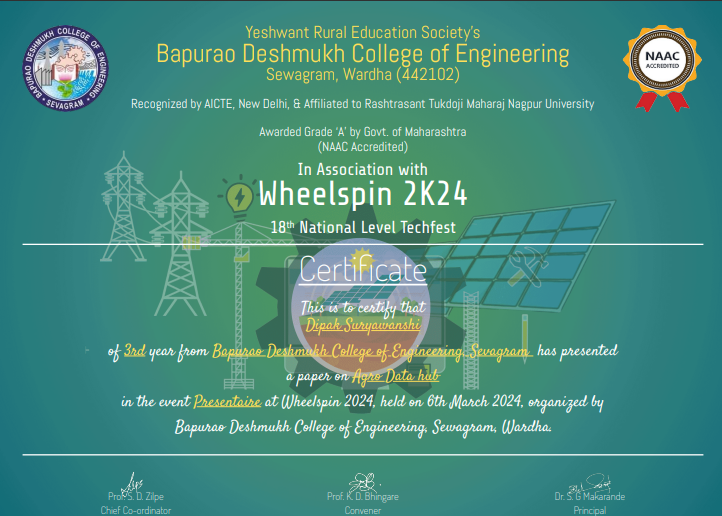 Yeshwant Rural Education Society's
Bapurao Deshmukh College of Engineering
Sewagram, Wardha (442102)
BAPURAO DESHMUKH COLLEGE OF ENGINEERING
SEVAGRAM
NAAC
ACCREDITED
Recognized by AICTE, New Delhi, & Affiliated to Rashtrasant Tukdoji Maharaj Nagpur University
Awarded Grade 'A' by Govt. of Maharashtra
(NAAC Accredited)
In Association with
Wheelspin 2K24
18th National Level Techfest
Certificate
This is to certify that
Dipak Suryawanshi
of 3rd year from Bapurao Deshmukh College of Engineering, Sevagram has presented
a paper on Agro Data hub
in the event Presentaire at Wheelspin 2024, held on 6th March 2024, organized by
Bapurao Deshmukh College of Engineering, Sewagram, Wardha.
Prof. S. D. Zilpe
Chief Co-ordinator
Prof. K. D. Bhingare
Convener
Dr. S. G Makarande
Principal